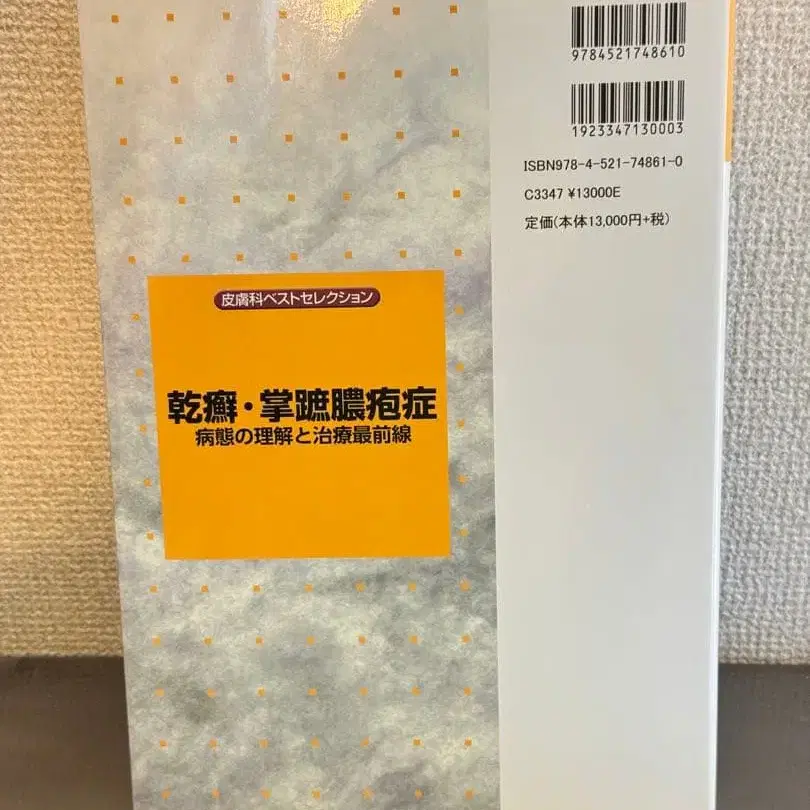 9784521748610
1923347130003
ISBN978-4-521-74861-0
C3347 ¥13000E
定価(本体13,000円+税)
皮膚科ベストセレクション
乾癬・掌蹠膿疱症
病態の理解と治療最前線